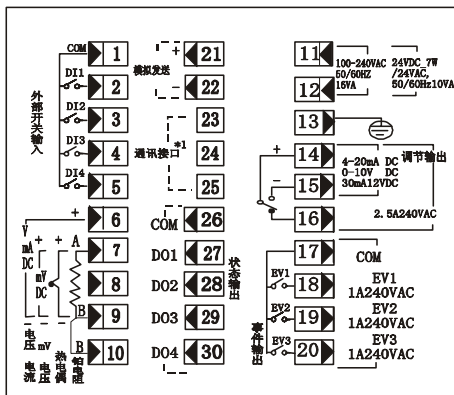 COM 1
DI1 2
DI2 3
DI3 4
DI4 5
外部开关输入
+ 6
A 7
8
B 9
B 10
V
mA
DC
+
mV
DC
+
电压
电流
mV
电压
热电偶
铂电阻
模拟发送
+ 21
− 22
23
通讯接口*1 24
25
COM 26
DO1 27
DO2 28
DO3 29
DO4 30
状态输出
11
12
100-240VAC
50/60HZ
15VA
24VDC_7W
/24VAC,
50/60Hz10VA
13
+ 14
− 15
16
4-20mA DC
0-10V DC
30mA12VDC
调节输出
2.5A240VAC
17 COM
EV1 18 EV1
1A240VAC
EV2 19 EV2
1A240VAC
EV3 20 EV3
1A240VAC
事件输出